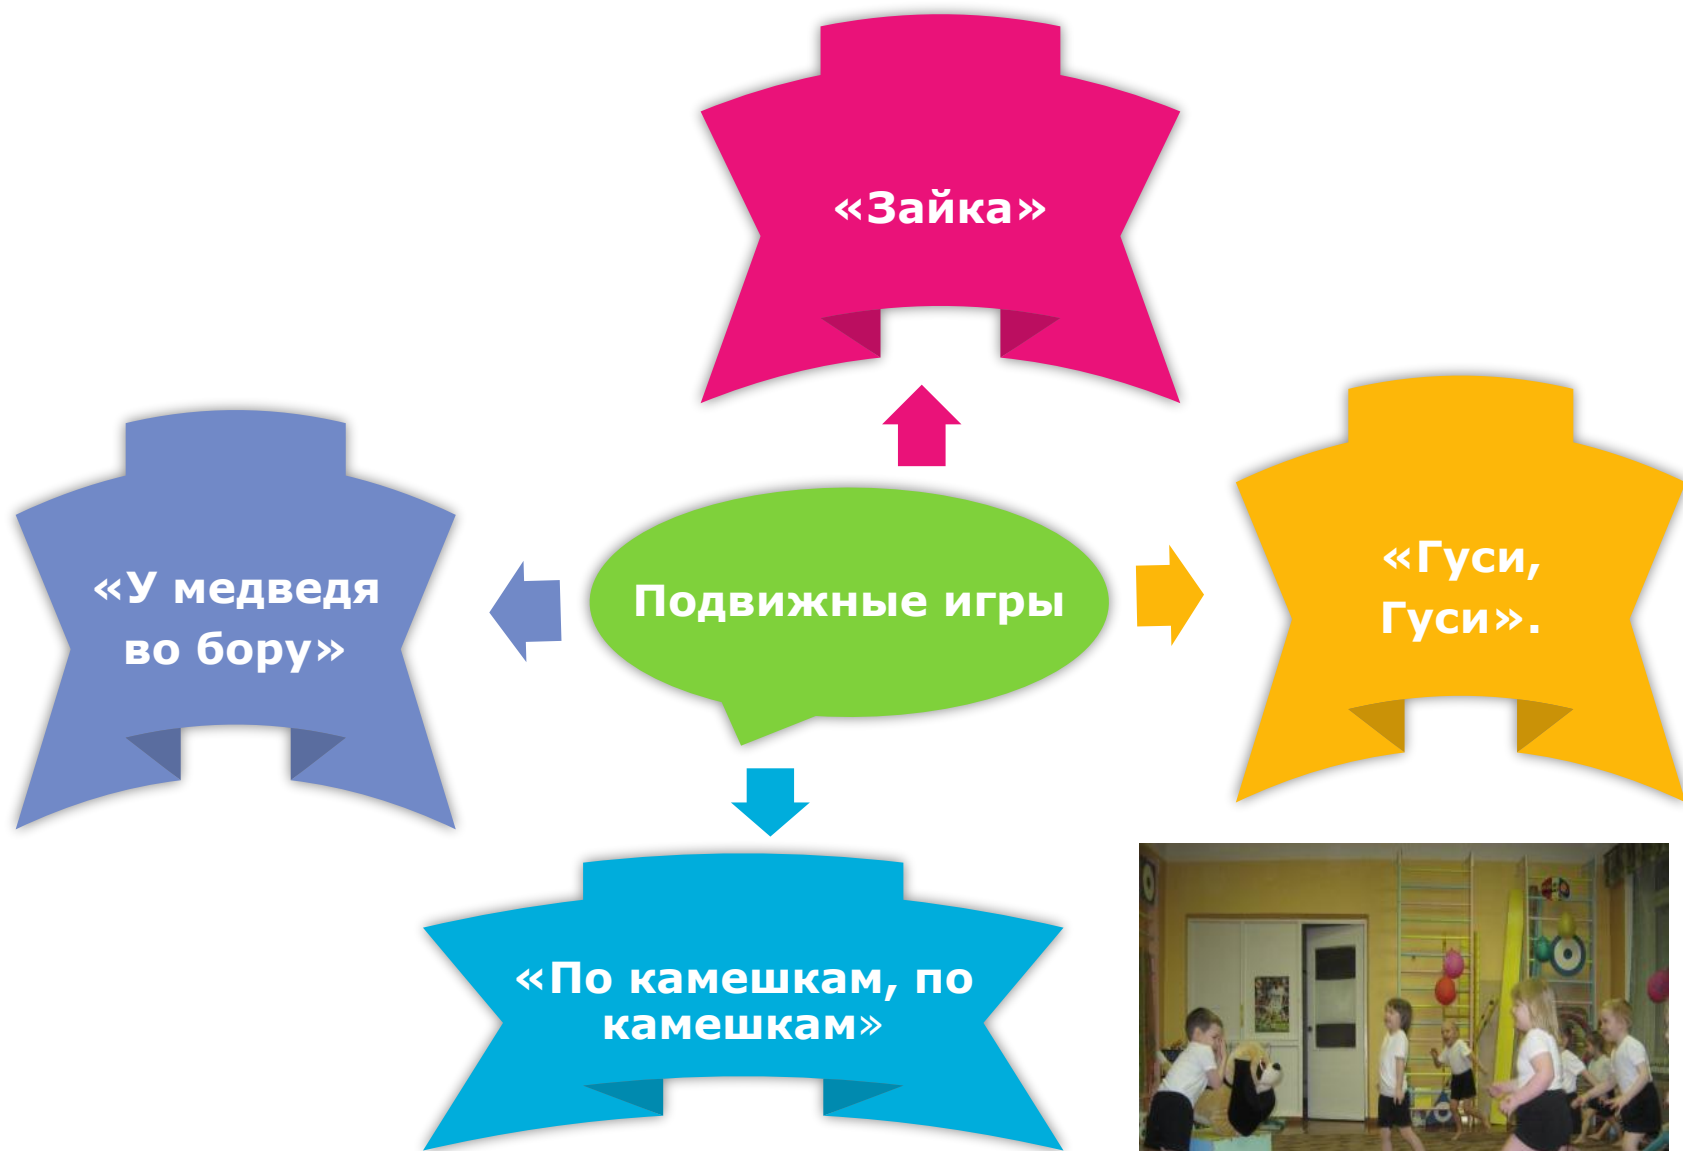 «Зайка»
«У медведя
во бору»
Подвижные игры
«Гуси,
Гуси».
«По камешкам, по
камешкам»